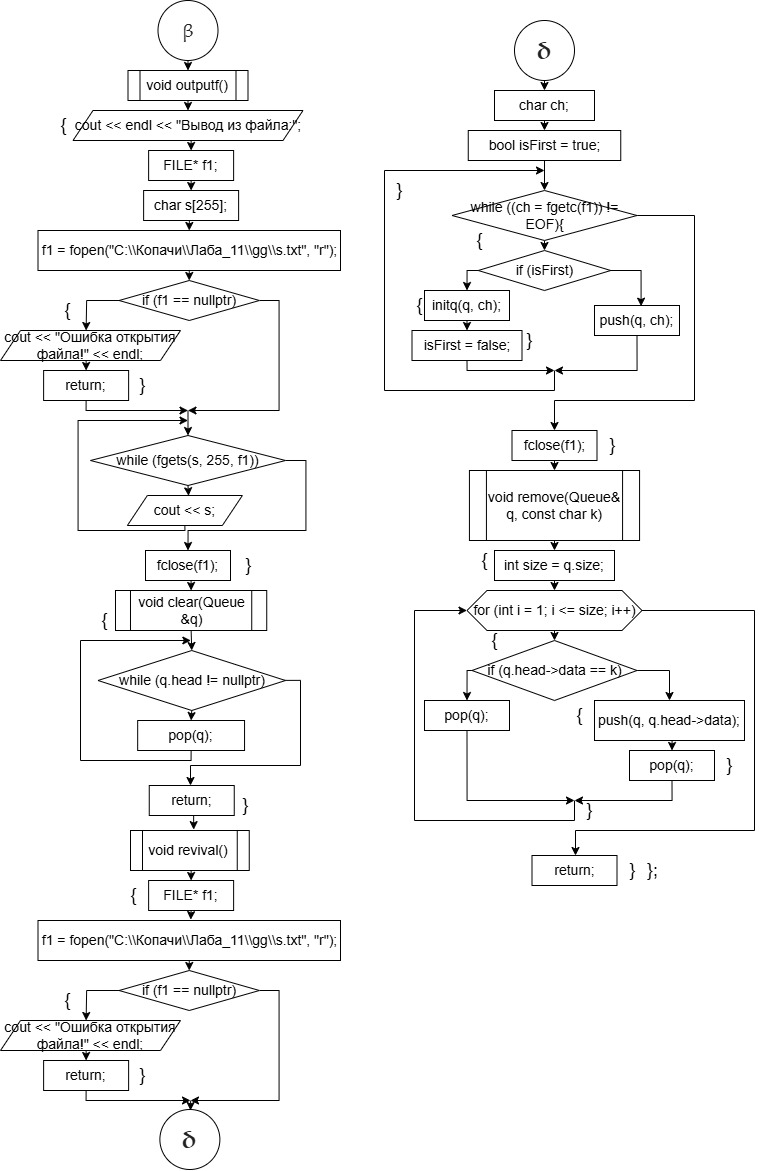 β
void outputf()
{
cout << endl << "Вывод из файла:";
FILE* f1;
char s[255];
f1 = fopen("C:\\Копачи\\Лаба_11\\gg\\s.txt", "r");
if (f1 == nullptr)
{
cout << "Ошибка открытия
файла!" << endl;
return;
}
while (fgets(s, 255, f1))
cout << s;
fclose(f1);
}
void clear(Queue
&q)
{
while (q.head != nullptr)
pop(q);
return;
}
void revival()
{
FILE* f1;
f1 = fopen("C:\\Копачи\\Лаба_11\\gg\\s.txt", "r");
if (f1 == nullptr)
{
cout << "Ошибка открытия
файла!" << endl;
return;
}
δ
δ
char ch;
bool isFirst = true;
}
while ((ch = fgetc(f1)) !=
EOF){
{
if (isFirst)
{
initq(q, ch);
push(q, ch);
isFirst = false;
}
fclose(f1);
}
void remove(Queue&
q, const char k)
{
int size = q.size;
for (int i = 1; i <= size; i++)
{
if (q.head->data == k)
pop(q);
{
push(q, q.head->data);
pop(q);
}
}
return;
} };